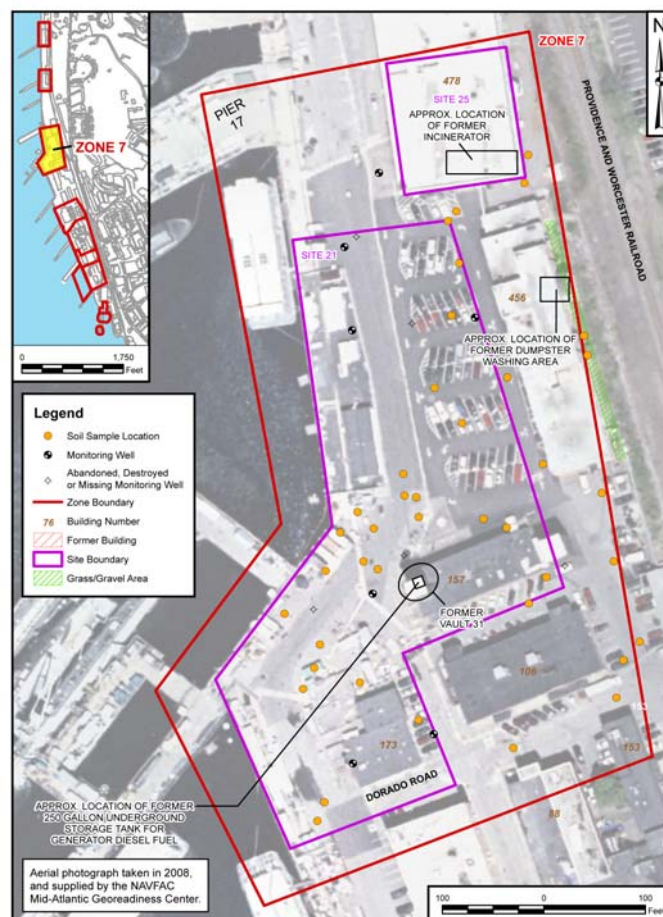 ZONE 7
N
478
PIER
17
SITE 25
APPROX. LOCATION
OF FORMER
INCINERATOR
PROVIDENCE AND WORCESTER RAILROAD
ZONE 7
SITE 21
456
APPROX. LOCATION OF
FORMER DUMPSTER
WASHING AREA
0 1,750
Feet
Legend
Soil Sample Location
Monitoring Well
Abandoned, Destroyed
or Missing Monitoring Well
Zone Boundary
76 Building Number
Former Building
Site Boundary
Grass/Gravel Area
157
FORMER
VAULT 31
106
173
153
DORADO ROAD
88
APPROX. LOCATION OF FORMER
250 GALLON UNDERGROUND
STORAGE TANK FOR
GENERATOR DIESEL FUEL
Aerial photograph taken in 2008,
and supplied by the NAVFAC
Mid-Atlantic Georeadiness Center.
100 0 100
Feet